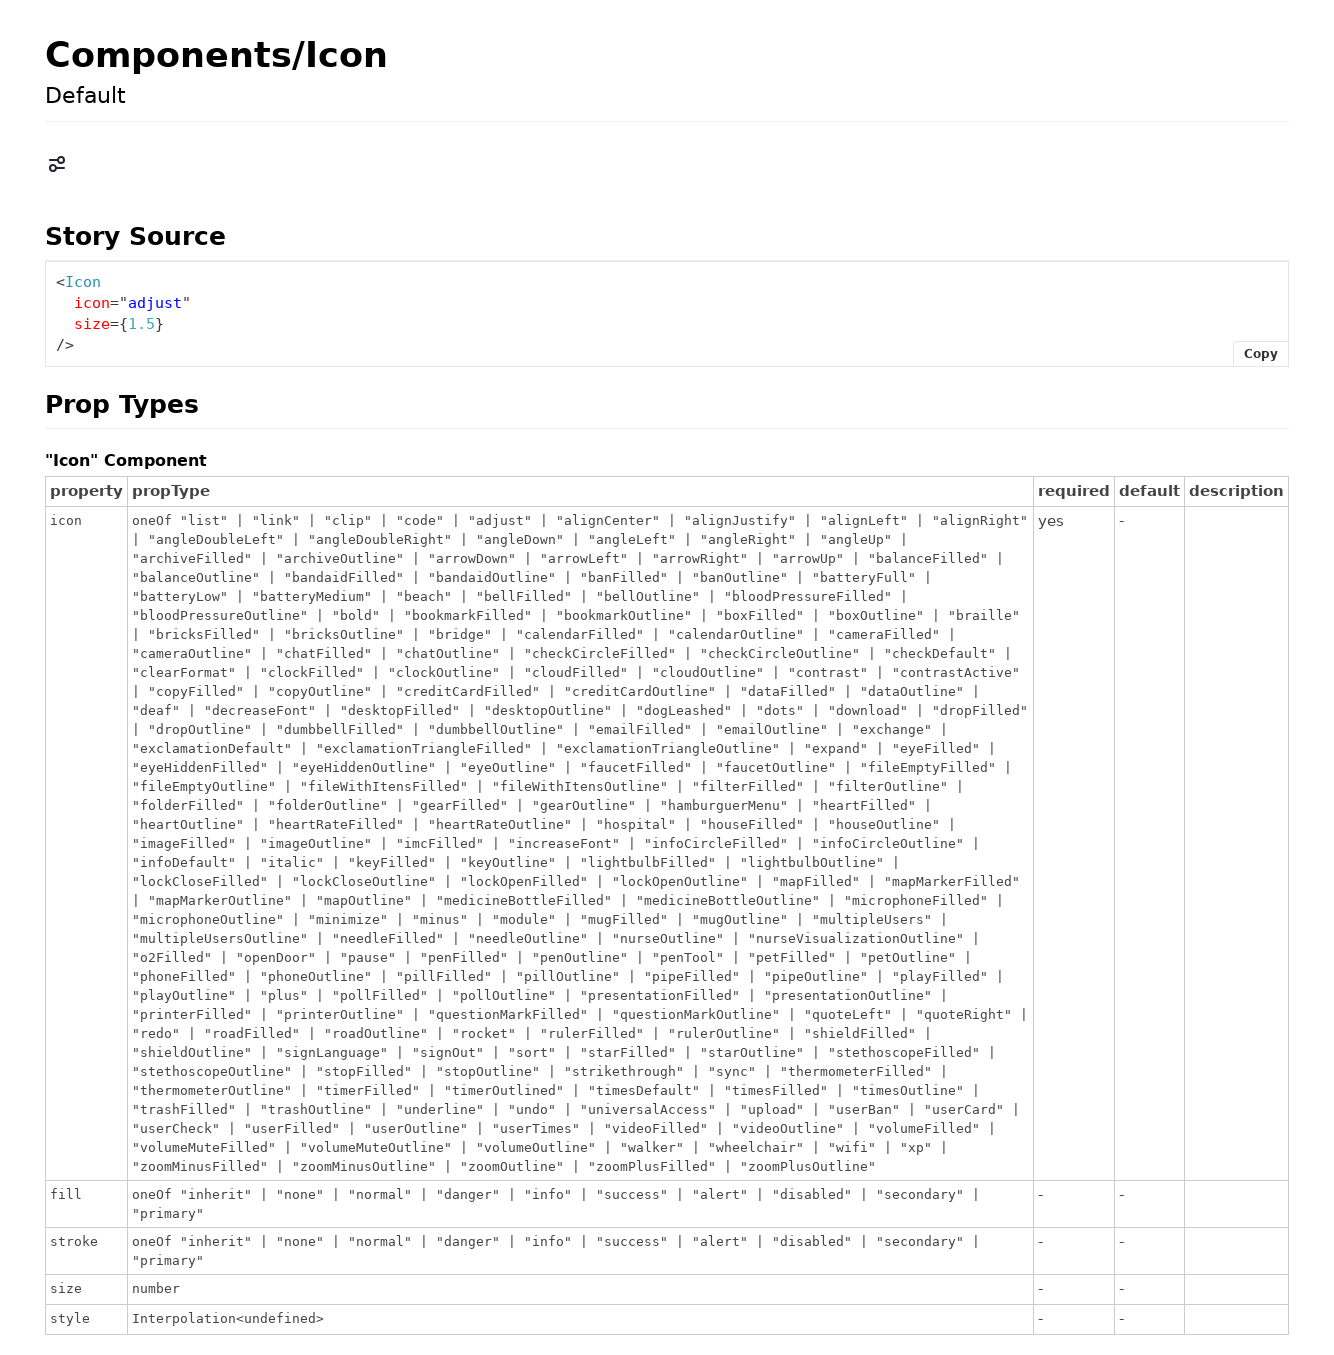 Components/Icon
Default
Story Source
<Icon
  icon="adjust"
  size={1.5}
/>
Copy
Prop Types
"Icon" Component
property propType required default description
icon oneOf "list" | "link" | "clip" | "code" | "adjust" | "alignCenter" | "alignJustify" | "alignLeft" | "alignRight" yes -
| "angleDoubleLeft" | "angleDoubleRight" | "angleDown" | "angleLeft" | "angleRight" | "angleUp" |
"archiveFilled" | "archiveOutline" | "arrowDown" | "arrowLeft" | "arrowRight" | "arrowUp" | "balanceFilled" |
"balanceOutline" | "bandaidFilled" | "bandaidOutline" | "banFilled" | "banOutline" | "batteryFull" |
"batteryLow" | "batteryMedium" | "beach" | "bellFilled" | "bellOutline" | "bloodPressureFilled" |
"bloodPressureOutline" | "bold" | "bookmarkFilled" | "bookmarkOutline" | "boxFilled" | "boxOutline" | "braille"
| "bricksFilled" | "bricksOutline" | "bridge" | "calendarFilled" | "calendarOutline" | "cameraFilled" |
"cameraOutline" | "chatFilled" | "chatOutline" | "checkCircleFilled" | "checkCircleOutline" | "checkDefault" |
"clearFormat" | "clockFilled" | "clockOutline" | "cloudFilled" | "cloudOutline" | "contrast" | "contrastActive"
| "copyFilled" | "copyOutline" | "creditCardFilled" | "creditCardOutline" | "dataFilled" | "dataOutline" |
"deaf" | "decreaseFont" | "desktopFilled" | "desktopOutline" | "dogLeashed" | "dots" | "download" | "dropFilled"
| "dropOutline" | "dumbbellFilled" | "dumbbellOutline" | "emailFilled" | "emailOutline" | "exchange" |
"exclamationDefault" | "exclamationTriangleFilled" | "exclamationTriangleOutline" | "expand" | "eyeFilled" |
"eyeHiddenFilled" | "eyeHiddenOutline" | "eyeOutline" | "faucetFilled" | "faucetOutline" | "fileEmptyFilled" |
"fileEmptyOutline" | "fileWithItensFilled" | "fileWithItensOutline" | "filterFilled" | "filterOutline" |
"folderFilled" | "folderOutline" | "gearFilled" | "gearOutline" | "hamburguerMenu" | "heartFilled" |
"heartOutline" | "heartRateFilled" | "heartRateOutline" | "hospital" | "houseFilled" | "houseOutline" |
"imageFilled" | "imageOutline" | "imcFilled" | "increaseFont" | "infoCircleFilled" | "infoCircleOutline" |
"infoDefault" | "italic" | "keyFilled" | "keyOutline" | "lightbulbFilled" | "lightbulbOutline" |
"lockCloseFilled" | "lockCloseOutline" | "lockOpenFilled" | "lockOpenOutline" | "mapFilled" | "mapMarkerFilled"
| "mapMarkerOutline" | "mapOutline" | "medicineBottleFilled" | "medicineBottleOutline" | "microphoneFilled" |
"microphoneOutline" | "minimize" | "minus" | "module" | "mugFilled" | "mugOutline" | "multipleUsers" |
"multipleUsersOutline" | "needleFilled" | "needleOutline" | "nurseOutline" | "nurseVisualizationOutline" |
"o2Filled" | "openDoor" | "pause" | "penFilled" | "penOutline" | "penTool" | "petFilled" | "petOutline" |
"phoneFilled" | "phoneOutline" | "pillFilled" | "pillOutline" | "pipeFilled" | "pipeOutline" | "playFilled" |
"playOutline" | "plus" | "pollFilled" | "pollOutline" | "presentationFilled" | "presentationOutline" |
"printerFilled" | "printerOutline" | "questionMarkFilled" | "questionMarkOutline" | "quoteLeft" | "quoteRight" |
"redo" | "roadFilled" | "roadOutline" | "rocket" | "rulerFilled" | "rulerOutline" | "shieldFilled" |
"shieldOutline" | "signLanguage" | "signOut" | "sort" | "starFilled" | "starOutline" | "stethoscopeFilled" |
"stethoscopeOutline" | "stopFilled" | "stopOutline" | "strikethrough" | "sync" | "thermometerFilled" |
"thermometerOutline" | "timerFilled" | "timerOutlined" | "timesDefault" | "timesFilled" | "timesOutline" |
"trashFilled" | "trashOutline" | "underline" | "undo" | "universalAccess" | "upload" | "userBan" | "userCard" |
"userCheck" | "userFilled" | "userOutline" | "userTimes" | "videoFilled" | "videoOutline" | "volumeFilled" |
"volumeMuteFilled" | "volumeMuteOutline" | "volumeOutline" | "walker" | "wheelchair" | "wifi" | "xp" |
"zoomMinusFilled" | "zoomMinusOutline" | "zoomOutline" | "zoomPlusFilled" | "zoomPlusOutline"
fill oneOf "inherit" | "none" | "normal" | "danger" | "info" | "success" | "alert" | "disabled" | "secondary" | - -
"primary"
stroke oneOf "inherit" | "none" | "normal" | "danger" | "info" | "success" | "alert" | "disabled" | "secondary" | - -
"primary"
size number - -
style Interpolation<undefined> - -